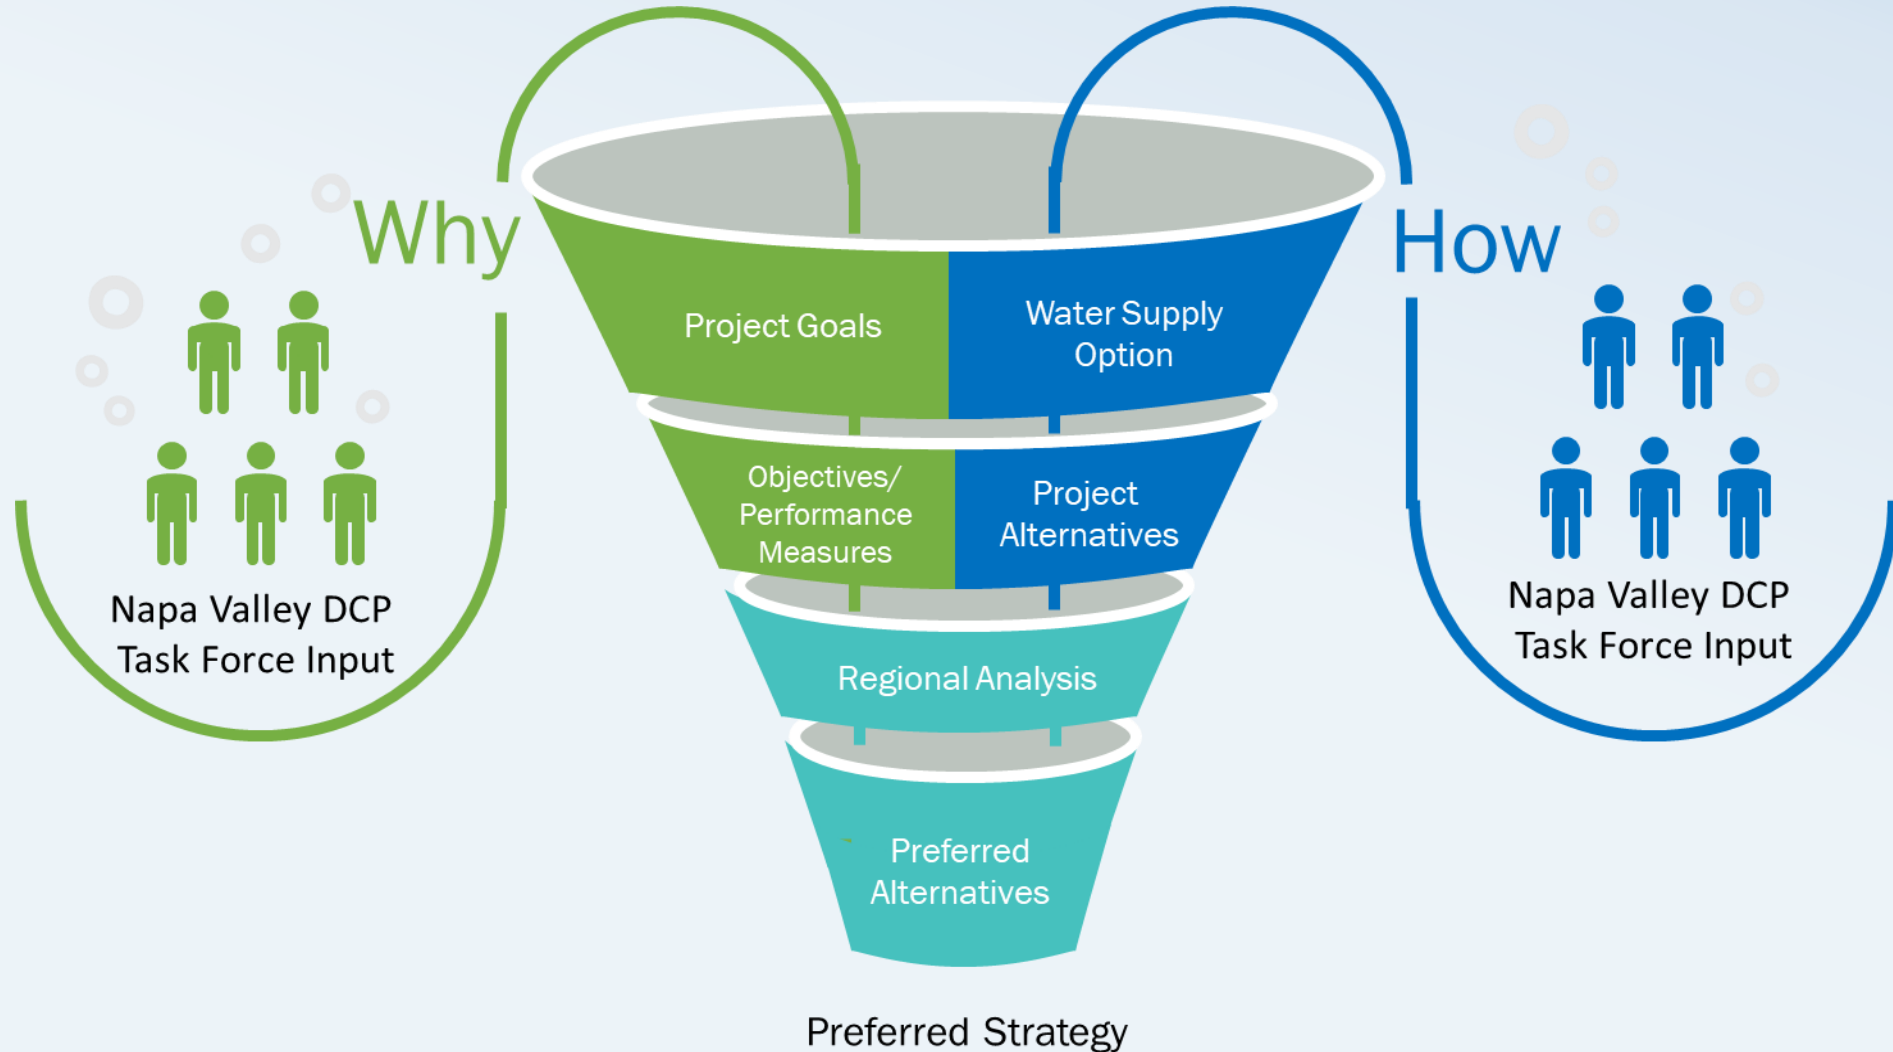 Why
How
Project Goals
Water Supply
Option
Objectives/
Performance
Measures
Project
Alternatives
Napa Valley DCP
Task Force Input
Napa Valley DCP
Task Force Input
Regional Analysis
Preferred
Alternatives
Preferred Strategy